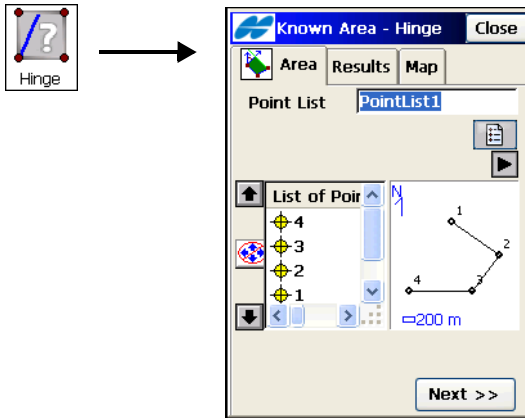 Hinge
Known Area - Hinge
Close
Area
Results
Map
Point List
PointList1
List of Poir
4
3
2
1
N
1
2
3
4
200 m
Next >>